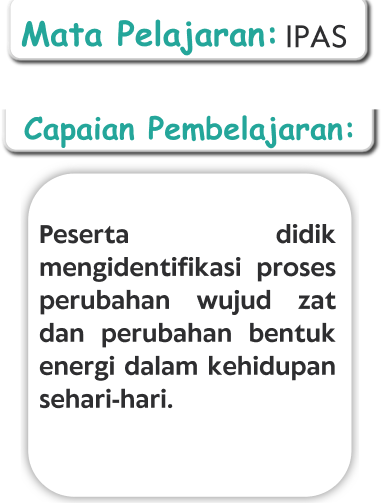 Mata Pelajaran: IPAS
Capaian Pembelajaran:
Peserta didik
mengidentifikasi proses
perubahan wujud zat
dan perubahan bentuk
energi dalam kehidupan
sehari-hari.